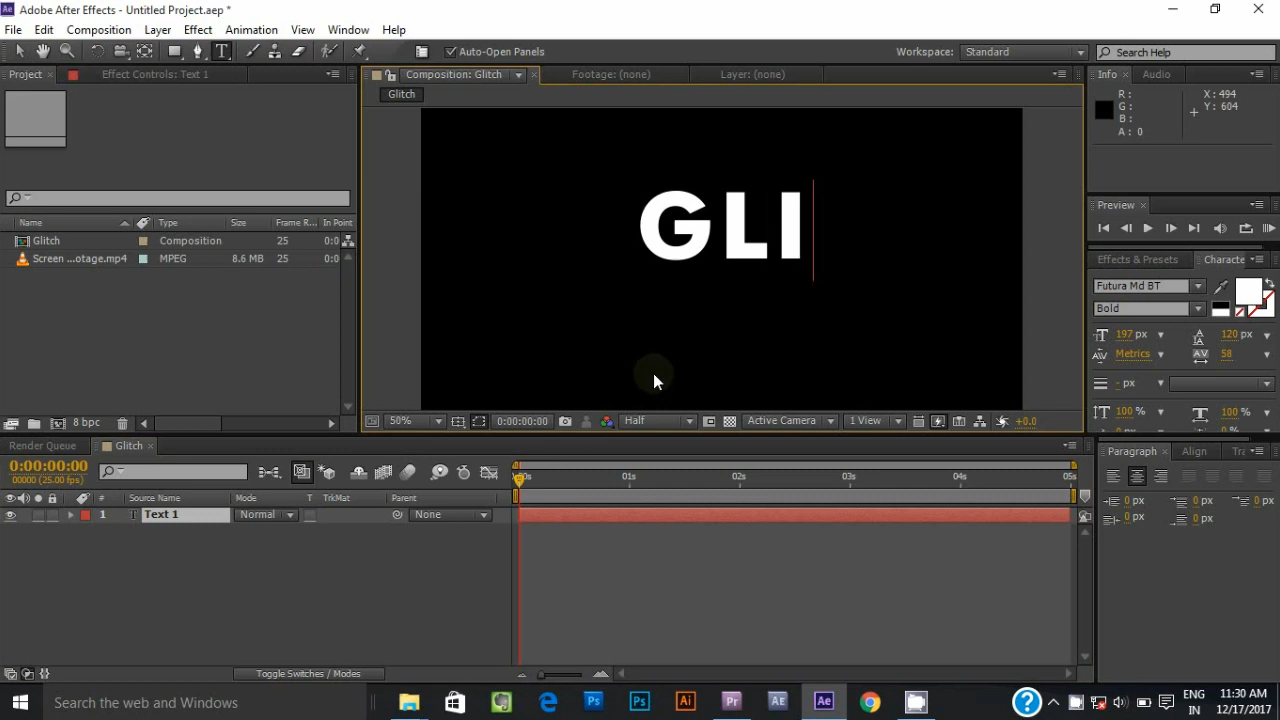 Adobe After Effects - Untitled Project.aep *
File Edit Composition Layer Effect Animation View Window Help
Auto-Open Panels Workspace: Standard Search Help
Project Effect Controls: Text 1 Composition: Glitch Footage: (none) Layer: (none) Info Audio
Glitch
R: X: 494
G: Y: 604
B:
A: 0
GLI
Preview
Name Type Size Frame R... In Point
Glitch Composition 25 0:0
Screen ...otage.mp4 MPEG 8.6 MB 25 0:0
Effects & Presets Characte
Futura Md BT
Bold
197 px 120 px
Metrics 58
- px
100 % 100 %
8 bpc 50% 0:00:00:00 Half Active Camera 1 View +0.0
Render Queue Glitch Paragraph Align Tra
0:00:00:00
00000 (25.00 fps)
00s 01s 02s 03s 04s 05s
# Source Name Mode T TrkMat Parent
1 T Text 1 Normal None
0 px 0 px 0 px
0 px 0 px
Toggle Switches / Modes
Search the web and Windows
ENG 11:30 AM
IN 12/17/2017